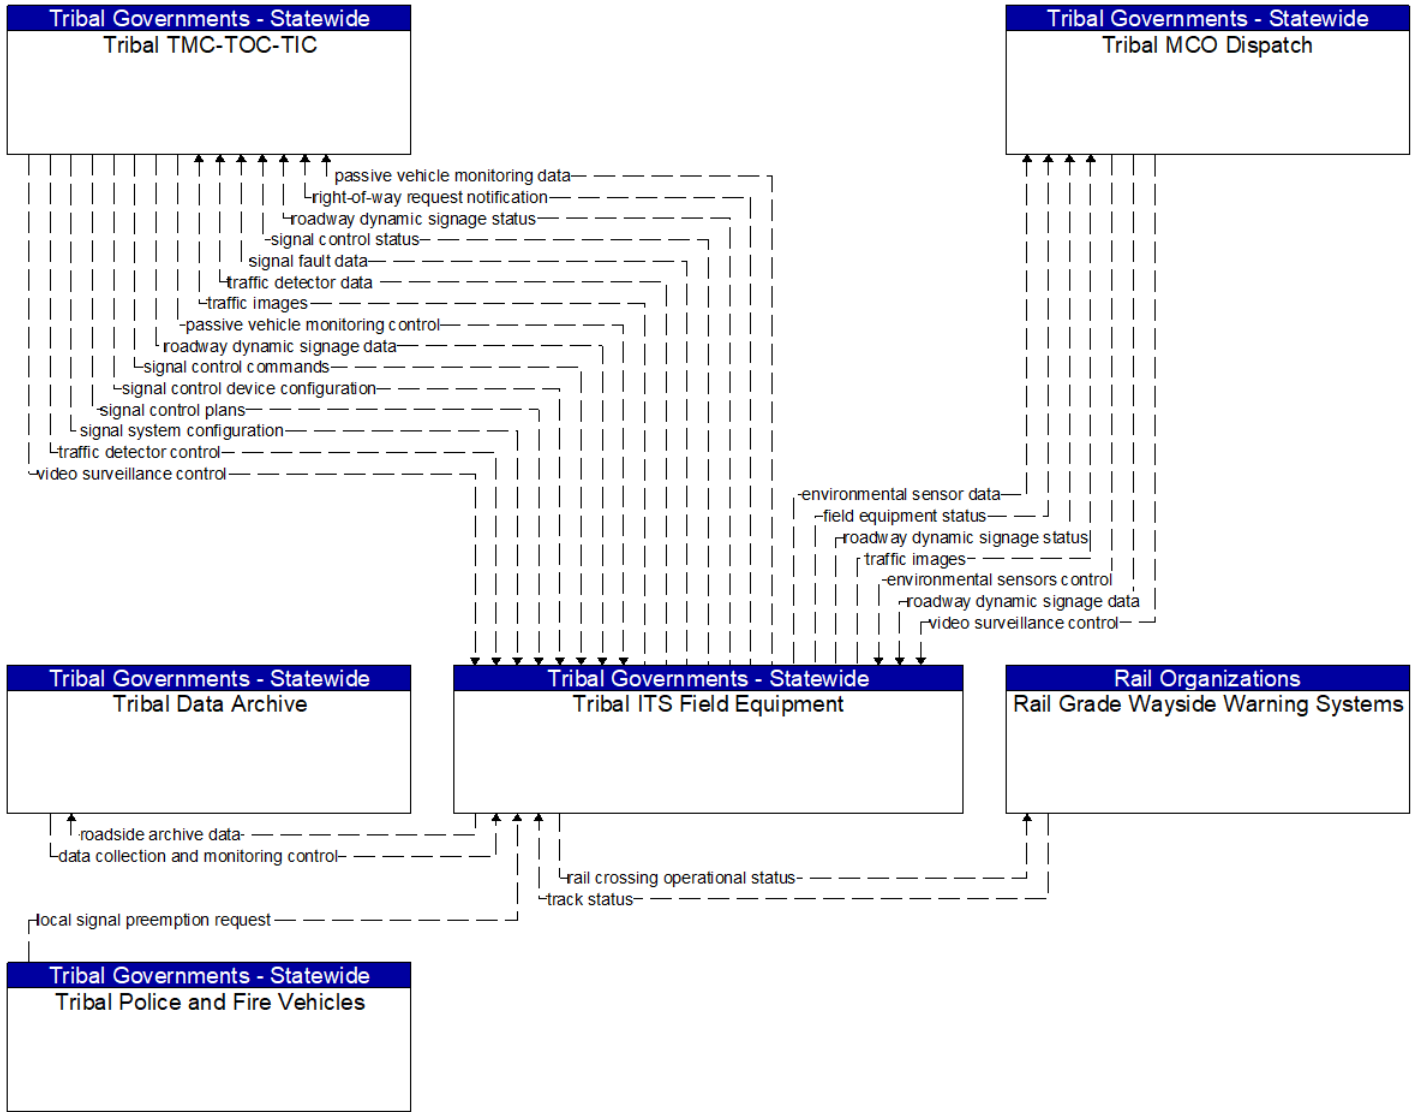 Tribal Governments - Statewide
Tribal TMC-TOC-TIC
Tribal Governments - Statewide
Tribal MCO Dispatch
passive vehicle monitoring data
right-of-way request notification
roadway dynamic signage status
signal control status
signal fault data
traffic detector data
traffic images
passive vehicle monitoring control
roadway dynamic signage data
signal control commands
signal control device configuration
signal control plans
signal system configuration
traffic detector control
video surveillance control
environmental sensor data
field equipment status
roadway dynamic signage status
traffic images
environmental sensors control
roadway dynamic signage data
video surveillance control
Tribal Governments - Statewide
Tribal Data Archive
Tribal Governments - Statewide
Tribal ITS Field Equipment
Rail Organizations
Rail Grade Wayside Warning Systems
roadside archive data
data collection and monitoring control
rail crossing operational status
track status
local signal preemption request
Tribal Governments - Statewide
Tribal Police and Fire Vehicles